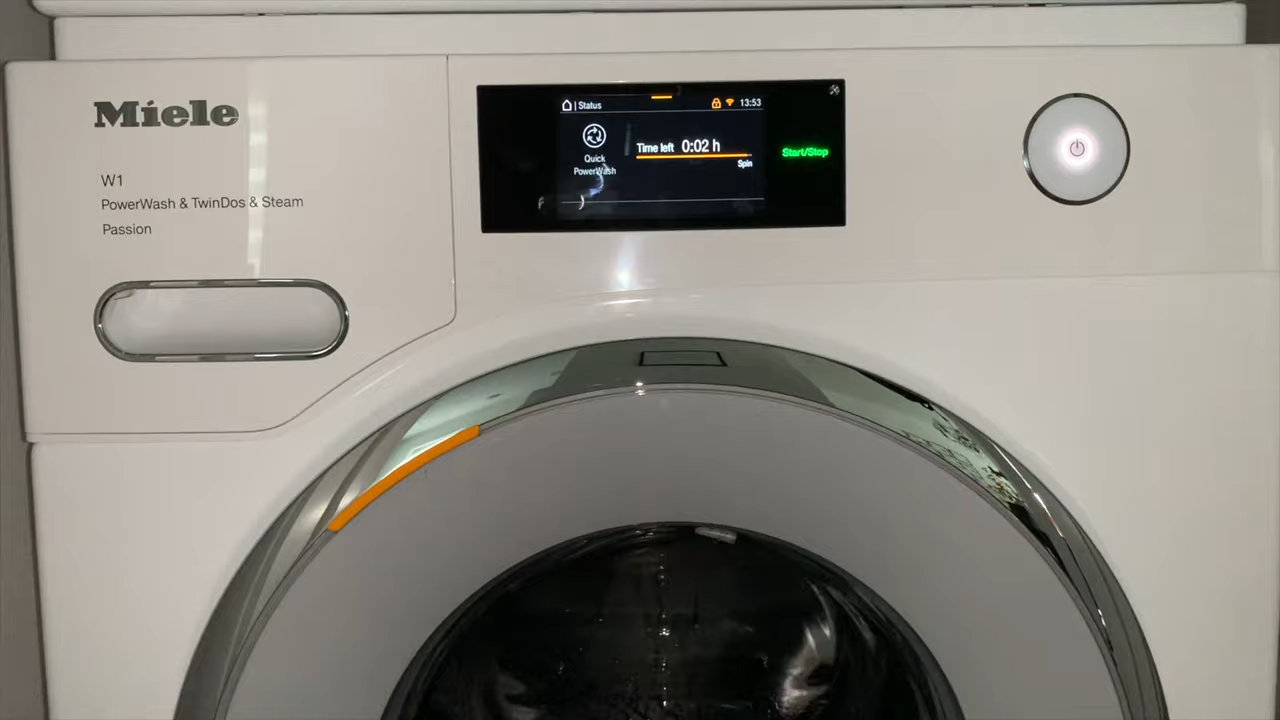 Miele
W1
PowerWash & TwinDos & Steam
Passion
| Status
13:53
Quick
PowerWash
Time left 0:02 h
Spin
Start/Stop